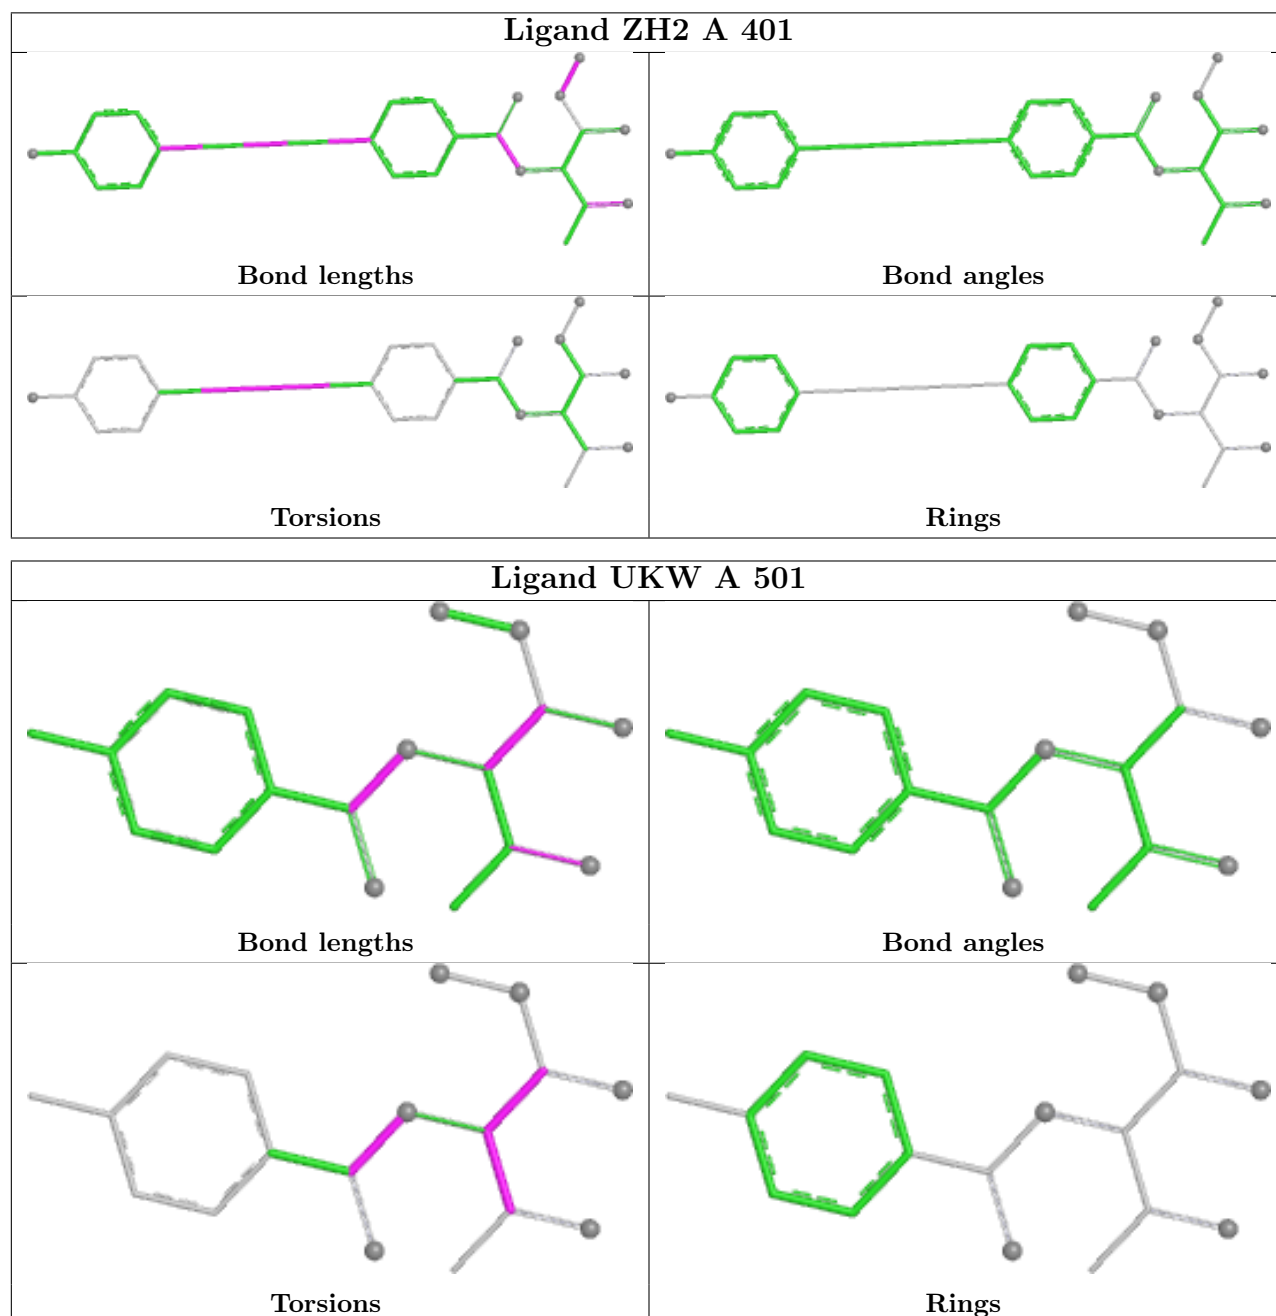 Ligand ZH2 A 401
Bond lengths
Bond angles
Torsions
Rings
Ligand UKW A 501
Bond lengths
Bond angles
Torsions
Rings